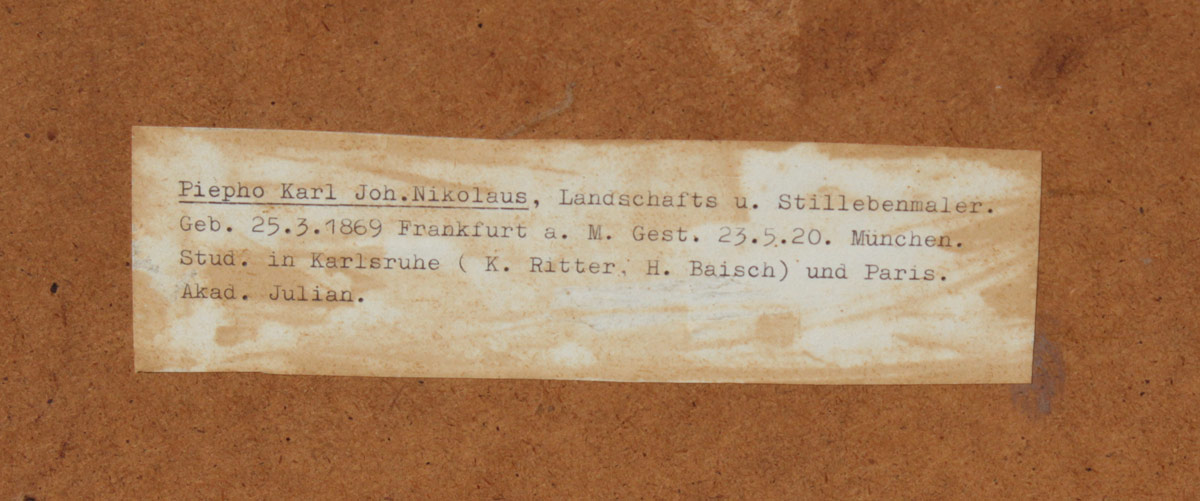 Piepho Karl Joh.Nikolaus, Landschafts u. Stillebenmaler.
Geb. 25.3.1869 Frankfurt a. M. Gest. 23.5.20. München.
Stud. in Karlsruhe ( K. Ritter, H. Baisch) und Paris.
Akad. Julian.